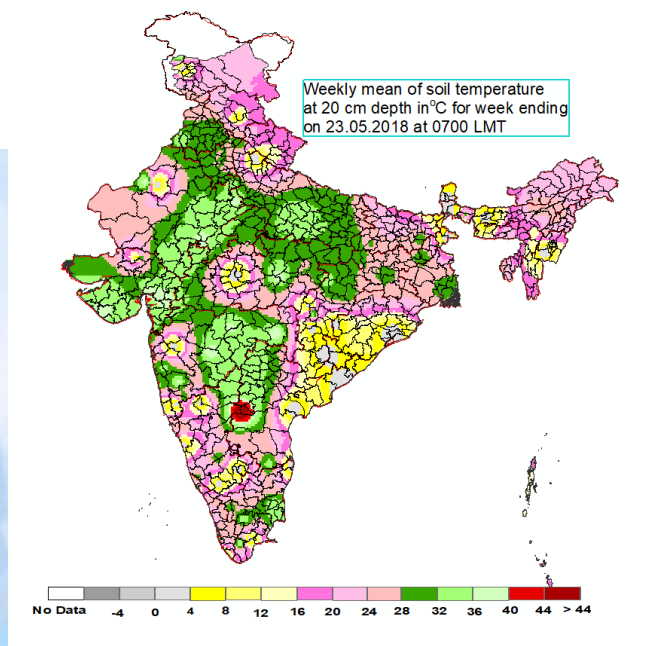 Weekly mean of soil temperature
at 20 cm depth in°C for week ending
on 23.05.2018 at 0700 LMT
No Data -4 0 4 8 12 16 20 24 28 32 36 40 44 > 44